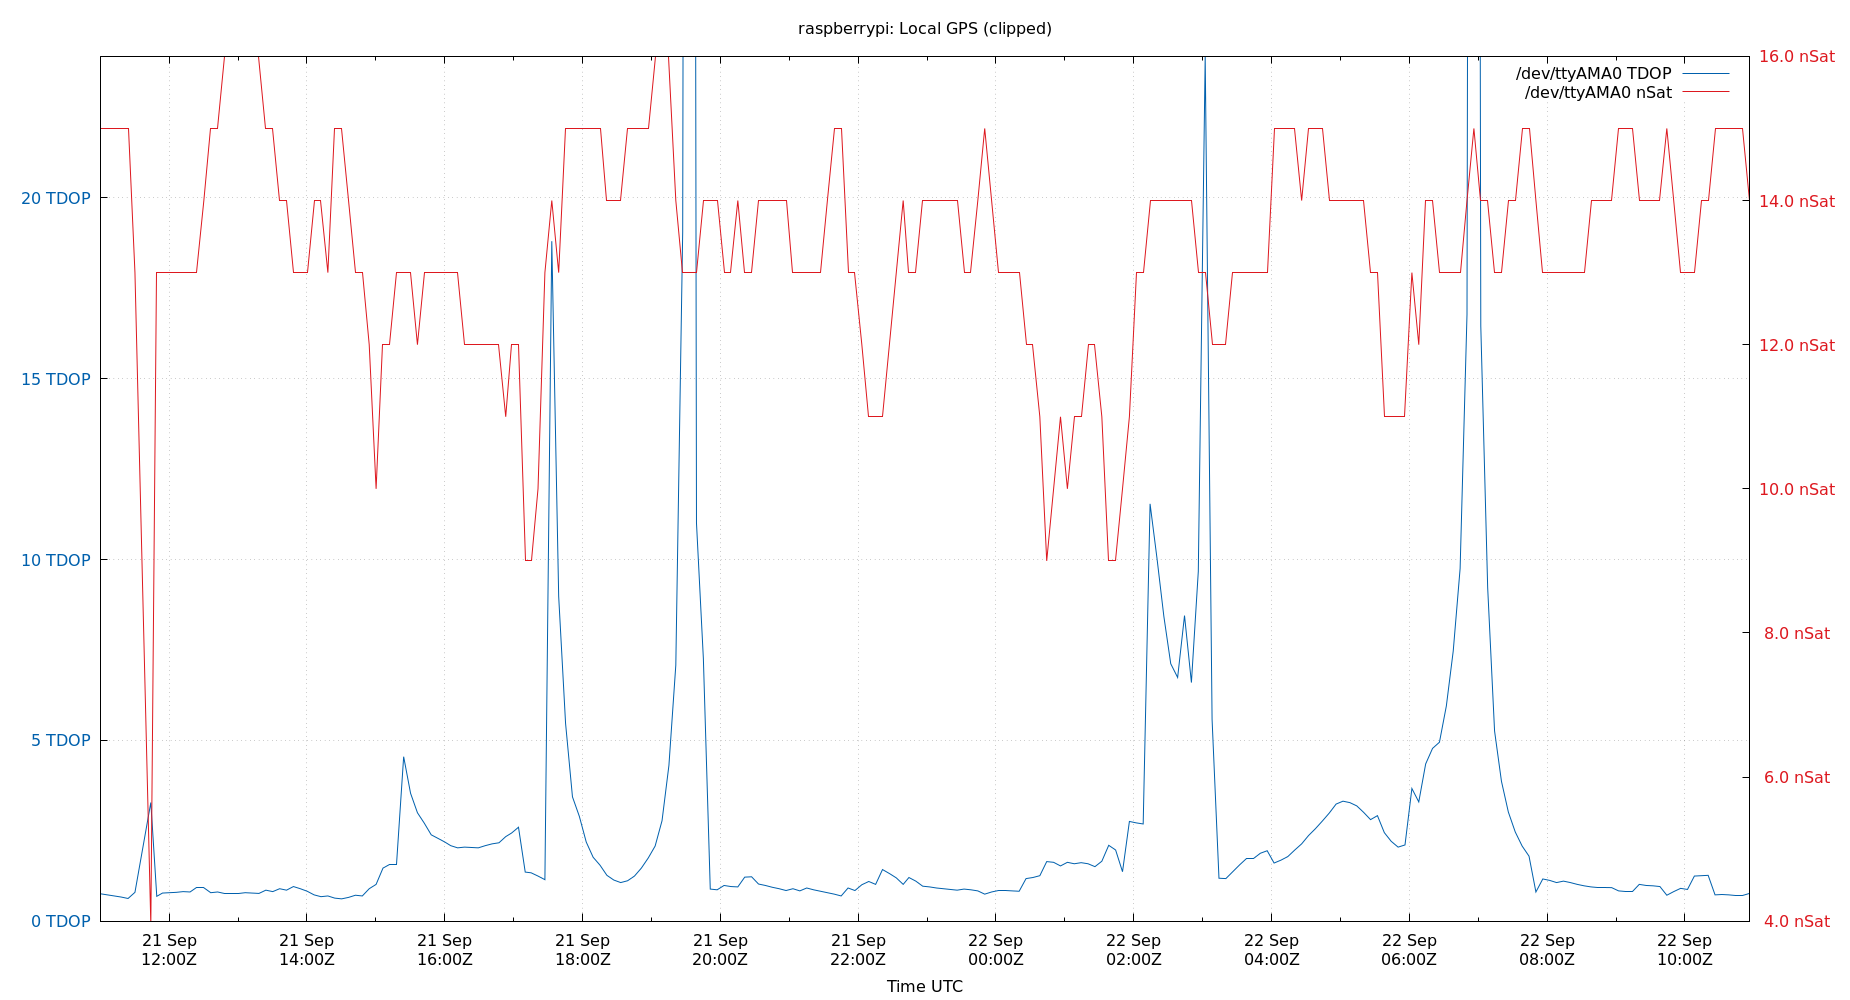 raspberrypi: Local GPS (clipped)
/dev/ttyAMA0 TDOP
/dev/ttyAMA0 nSat
20 TDOP
15 TDOP
10 TDOP
5 TDOP
0 TDOP
16.0 nSat
14.0 nSat
12.0 nSat
10.0 nSat
8.0 nSat
6.0 nSat
4.0 nSat
21 Sep 21 Sep 21 Sep 21 Sep 21 Sep 21 Sep 22 Sep 22 Sep 22 Sep 22 Sep 22 Sep 22 Sep
12:00Z 14:00Z 16:00Z 18:00Z 20:00Z 22:00Z 00:00Z 02:00Z 04:00Z 06:00Z 08:00Z 10:00Z
Time UTC